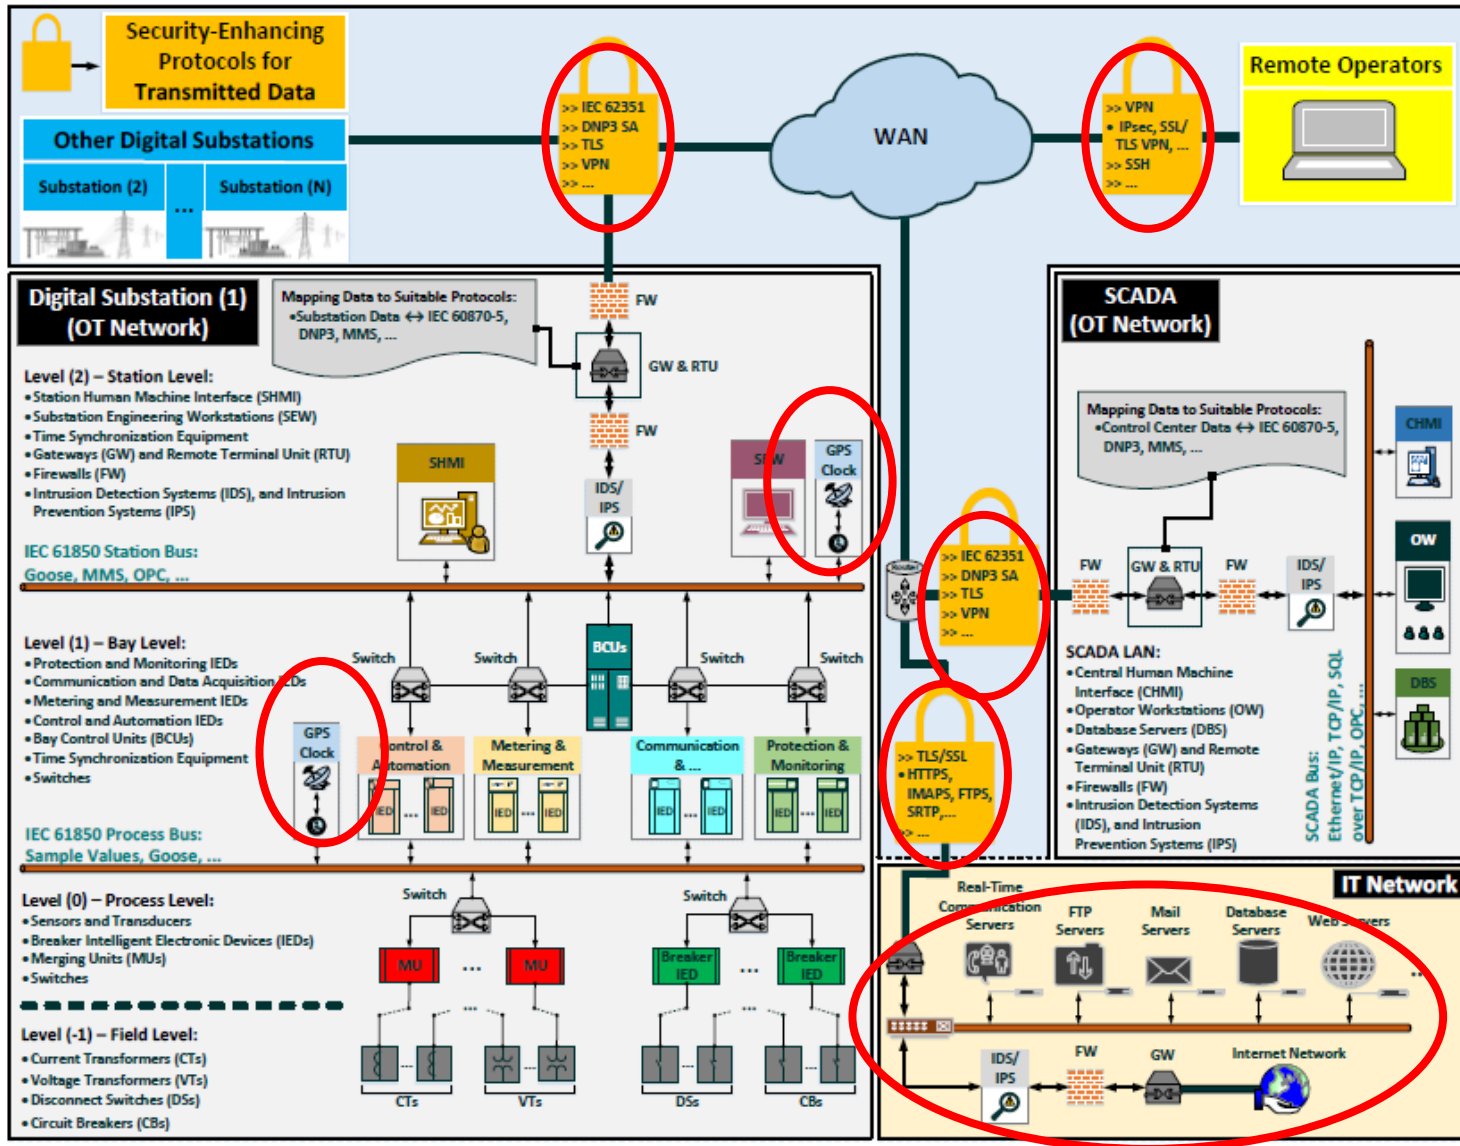 Security-Enhancing
Protocols for
Transmitted Data
Other Digital Substations
Substation (2)
...
Substation (N)
>> IEC 62351
>> DNP3 SA
>> TLS
>> VPN
>> ...
WAN
>> VPN
• IPsec, SSL/
TLS VPN, ...
>> SSH
>> ...
Remote Operators
Digital Substation (1)
(OT Network)
Mapping Data to Suitable Protocols:
•Substation Data ↔ IEC 60870-5,
DNP3, MMS, ...
FW
GW & RTU
FW
IDS/
IPS
Level (2) – Station Level:
•Station Human Machine Interface (SHMI)
•Substation Engineering Workstations (SEW)
•Time Synchronization Equipment
•Gateways (GW) and Remote Terminal Unit (RTU)
•Firewalls (FW)
•Intrusion Detection Systems (IDS), and Intrusion
Prevention Systems (IPS)
SHMI
SEW
GPS
Clock
IEC 61850 Station Bus:
Goose, MMS, OPC, ...
Level (1) – Bay Level:
•Protection and Monitoring IEDs
•Communication and Data Acquisition IEDs
•Metering and Measurement IEDs
•Control and Automation IEDs
•Bay Control Units (BCUs)
•Time Synchronization Equipment
•Switches
Switch
Switch
BCUs
Switch
Switch
GPS
Clock
Control &
Automation
IED ... IED
Metering &
Measurement
IED ... IED
Communication
& ...
IED ... IED
Protection &
Monitoring
IED ... IED
IEC 61850 Process Bus:
Sample Values, Goose, ...
Level (0) – Process Level:
•Sensors and Transducers
•Breaker Intelligent Electronic Devices (IEDs)
•Merging Units (MUs)
•Switches
Switch
Switch
MU
...
MU
Breaker
IED
...
Breaker
IED
Level (-1) – Field Level:
•Current Transformers (CTs)
•Voltage Transformers (VTs)
•Disconnect Switches (DSs)
•Circuit Breakers (CBs)
...
...
...
CTs
VTs
DSs
CBs
Router
>> IEC 62351
>> DNP3 SA
>> TLS
>> VPN
>> ...
>> TLS/SSL
• HTTPS,
IMAPS, FTPS,
SRTP,...
>> ...
SCADA
(OT Network)
Mapping Data to Suitable Protocols:
•Control Center Data ↔ IEC 60870-5,
DNP3, MMS, ...
FW
GW & RTU
FW
IDS/
IPS
CHMI
OW
DBS
SCADA LAN:
• Central Human Machine
Interface (CHMI)
• Operator Workstations (OW)
• Database Servers (DBS)
• Gateways (GW) and Remote
Terminal Unit (RTU)
• Firewalls (FW)
• Intrusion Detection Systems
(IDS), and Intrusion
Prevention Systems (IPS)
SCADA Bus:
Ethernet/IP, TCP/IP, SQL
over TCP/IP, OPC, ...
IT Network
Real-Time
Communication
Servers
FTP
Servers
Mail
Servers
Database
Servers
Web Servers
...
IDS/
IPS
FW
GW
Internet Network